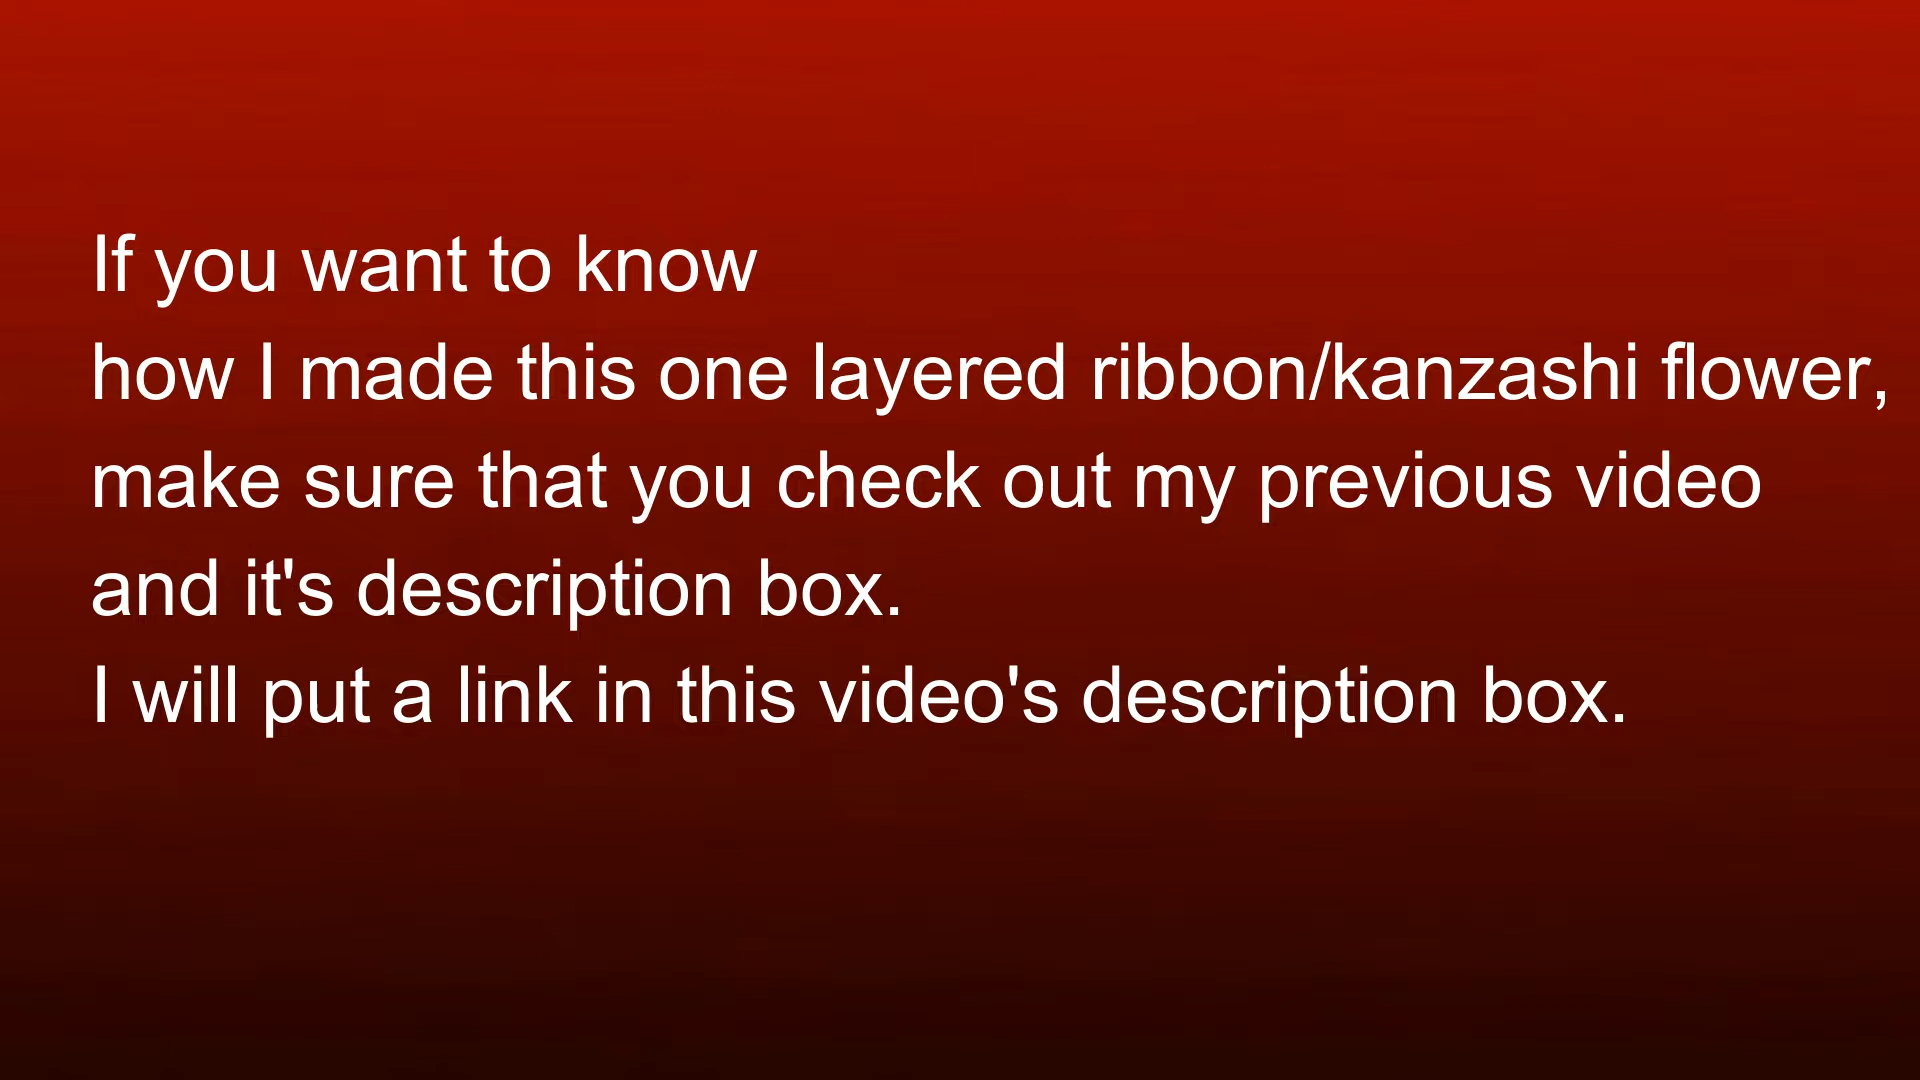 If you want to know
how I made this one layered ribbon/kanzashi flower,
make sure that you check out my previous video
and it's description box.
I will put a link in this video's description box.